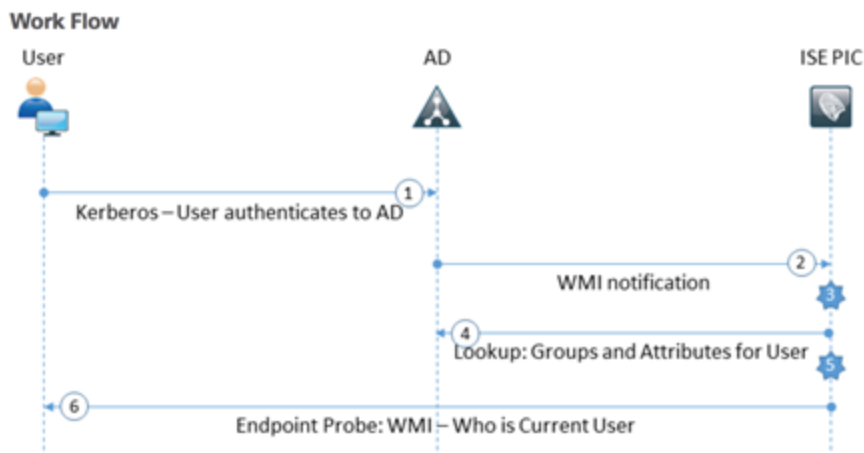 Work Flow
User
AD
ISE PIC
1
Kerberos – User authenticates to AD
2
WMI notification
3
4
Lookup: Groups and Attributes for User
5
6
Endpoint Probe: WMI – Who is Current User